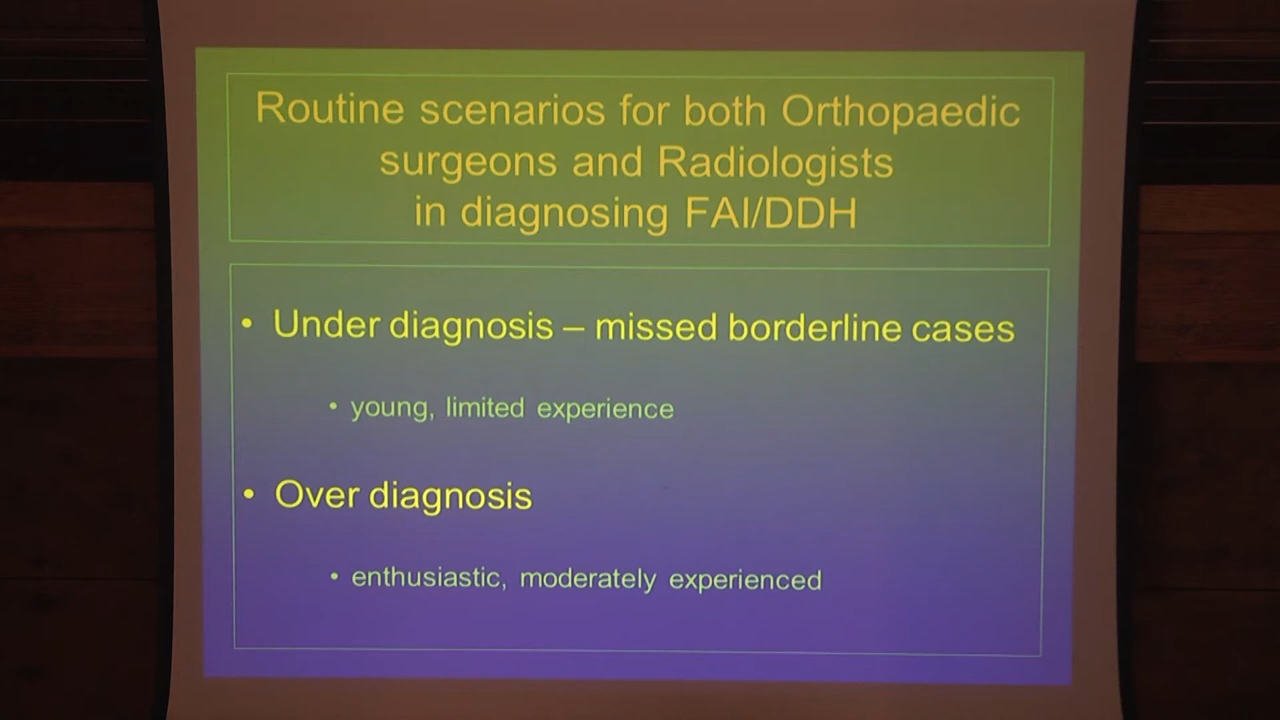 Routine scenarios for both Orthopaedic
surgeons and Radiologists
in diagnosing FAI/DDH
• Under diagnosis – missed borderline cases
• young, limited experience
• Over diagnosis
• enthusiastic, moderately experienced